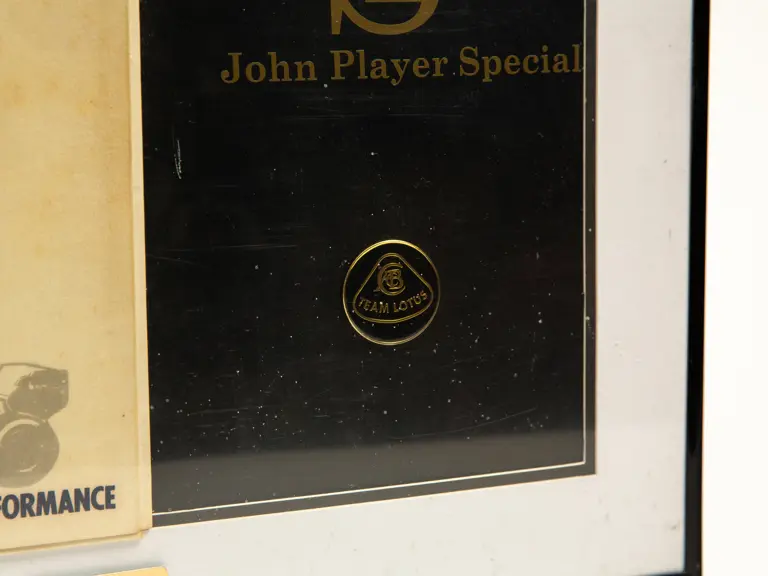 John Player Special
TEAM LOTUS
FORMANCE